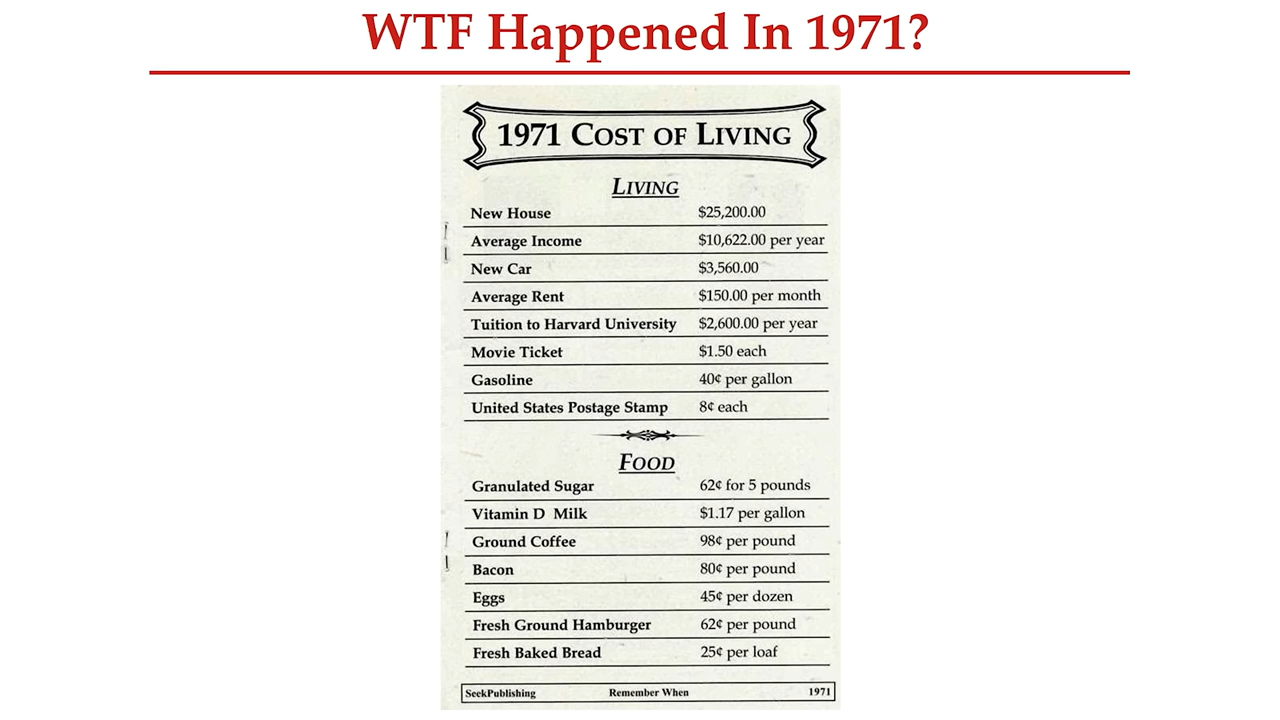 WTF Happened In 1971?
1971 COST OF LIVING
LIVING
New House $25,200.00
Average Income $10,622.00 per year
New Car $3,560.00
Average Rent $150.00 per month
Tuition to Harvard University $2,600.00 per year
Movie Ticket $1.50 each
Gasoline 40¢ per gallon
United States Postage Stamp 8¢ each
FOOD
Granulated Sugar 62¢ for 5 pounds
Vitamin D Milk $1.17 per gallon
Ground Coffee 98¢ per pound
Bacon 80¢ per pound
Eggs 45¢ per dozen
Fresh Ground Hamburger 62¢ per pound
Fresh Baked Bread 25¢ per loaf
SeekPublishing Remember When 1971